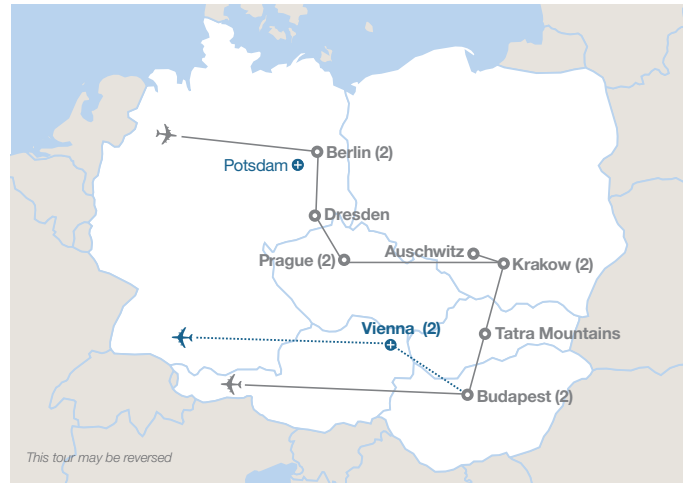 Berlin (2)
Potsdam
Dresden
Auschwitz
Prague (2)
Krakow (2)
Vienna (2)
Tatra Mountains
Budapest (2)
This tour may be reversed